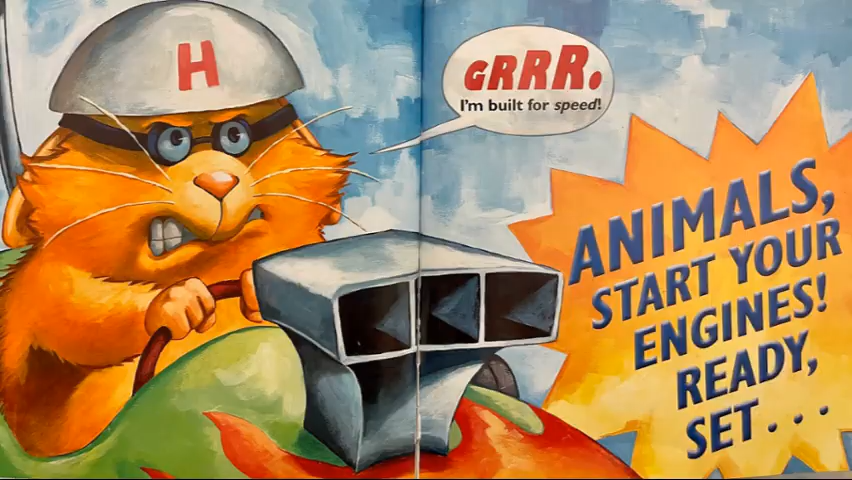 H
GRRR.
I'm built for speed!
ANIMALS,
START YOUR
ENGINES!
READY,
SET...